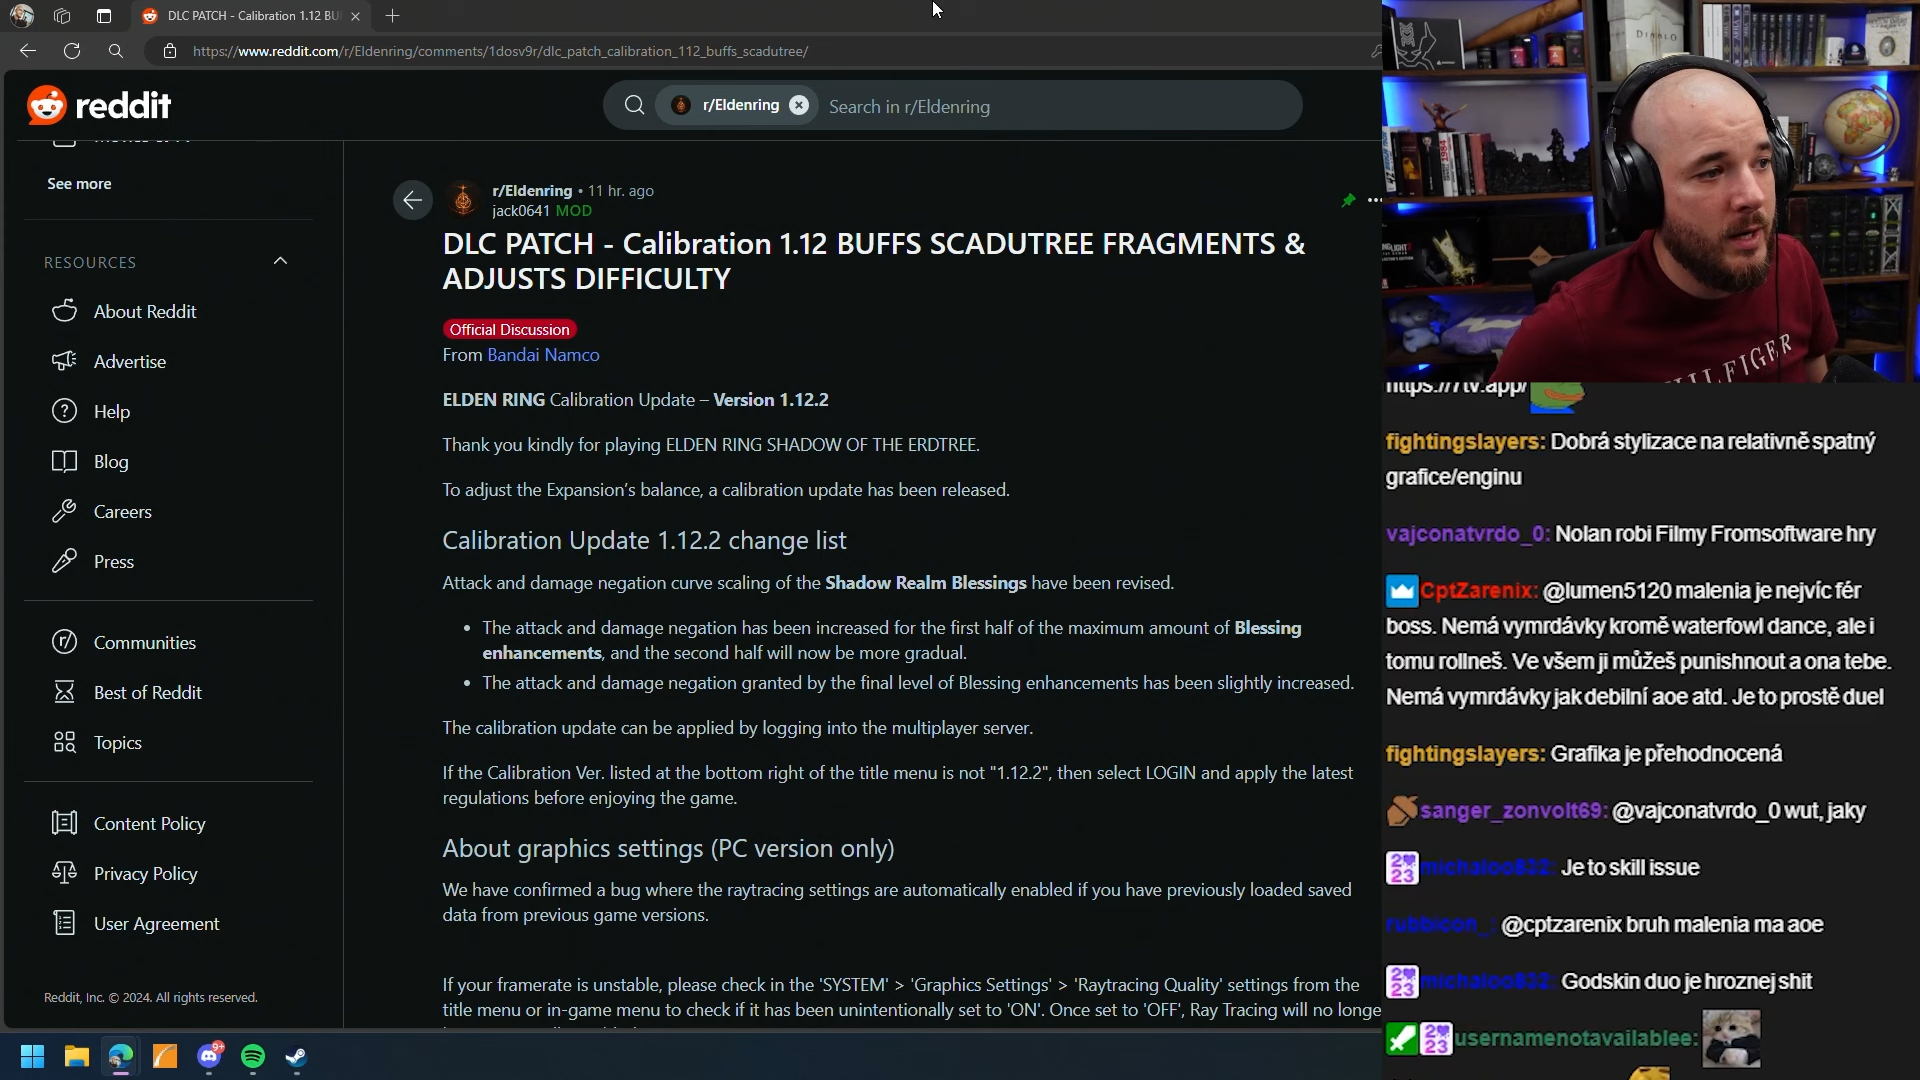 DLC PATCH - Calibration 1.12 BU
https://www.reddit.com/r/Eldenring/comments/1dosv9r/dlc_patch_calibration_112_buffs_scadutree/
reddit
r/Eldenring
Search in r/Eldenring
See more
RESOURCES
About Reddit
Advertise
Help
Blog
Careers
Press
Communities
Best of Reddit
Topics
Content Policy
Privacy Policy
User Agreement
Reddit, Inc. © 2024. All rights reserved.
r/Eldenring • 11 hr. ago
jack0641 MOD
DLC PATCH - Calibration 1.12 BUFFS SCADUTREE FRAGMENTS &
ADJUSTS DIFFICULTY
Official Discussion
From Bandai Namco
ELDEN RING Calibration Update – Version 1.12.2
Thank you kindly for playing ELDEN RING SHADOW OF THE ERDTREE.
To adjust the Expansion's balance, a calibration update has been released.
Calibration Update 1.12.2 change list
Attack and damage negation curve scaling of the Shadow Realm Blessings have been revised.
• The attack and damage negation has been increased for the first half of the maximum amount of Blessing
enhancements, and the second half will now be more gradual.
• The attack and damage negation granted by the final level of Blessing enhancements has been slightly increased.
The calibration update can be applied by logging into the multiplayer server.
If the Calibration Ver. listed at the bottom right of the title menu is not "1.12.2", then select LOGIN and apply the latest
regulations before enjoying the game.
About graphics settings (PC version only)
We have confirmed a bug where the raytracing settings are automatically enabled if you have previously loaded saved
data from previous game versions.
If your framerate is unstable, please check in the 'SYSTEM' > 'Graphics Settings' > 'Raytracing Quality' settings from the
title menu or in-game menu to check if it has been unintentionally set to 'ON'. Once set to 'OFF', Ray Tracing will no longe
9+
DIABLO
1984
HILFIGER
https://7tv.app/
fightingslayers: Dobrá stylizace na relativně spatný
grafice/enginu
vajconatvrdo_0: Nolan robi Filmy Fromsoftware hry
CptZarenix: @lumen5120 malenia je nejvíc fér
boss. Nemá vymrdávky kromě waterfowl dance, ale i
tomu rollneš. Ve všem ji můžeš punishnout a ona tebe.
Nemá vymrdávky jak debilní aoe atd. Je to prostě duel
fightingslayers: Grafika je přehodnocená
sanger_zonvolt69: @vajconatvrdo_0 wut, jaky
michaloo832: Je to skill issue
rubbicon_: @cptzarenix bruh malenia ma aoe
michaloo832: Godskin duo je hroznej shit
usernamenotavailablee: